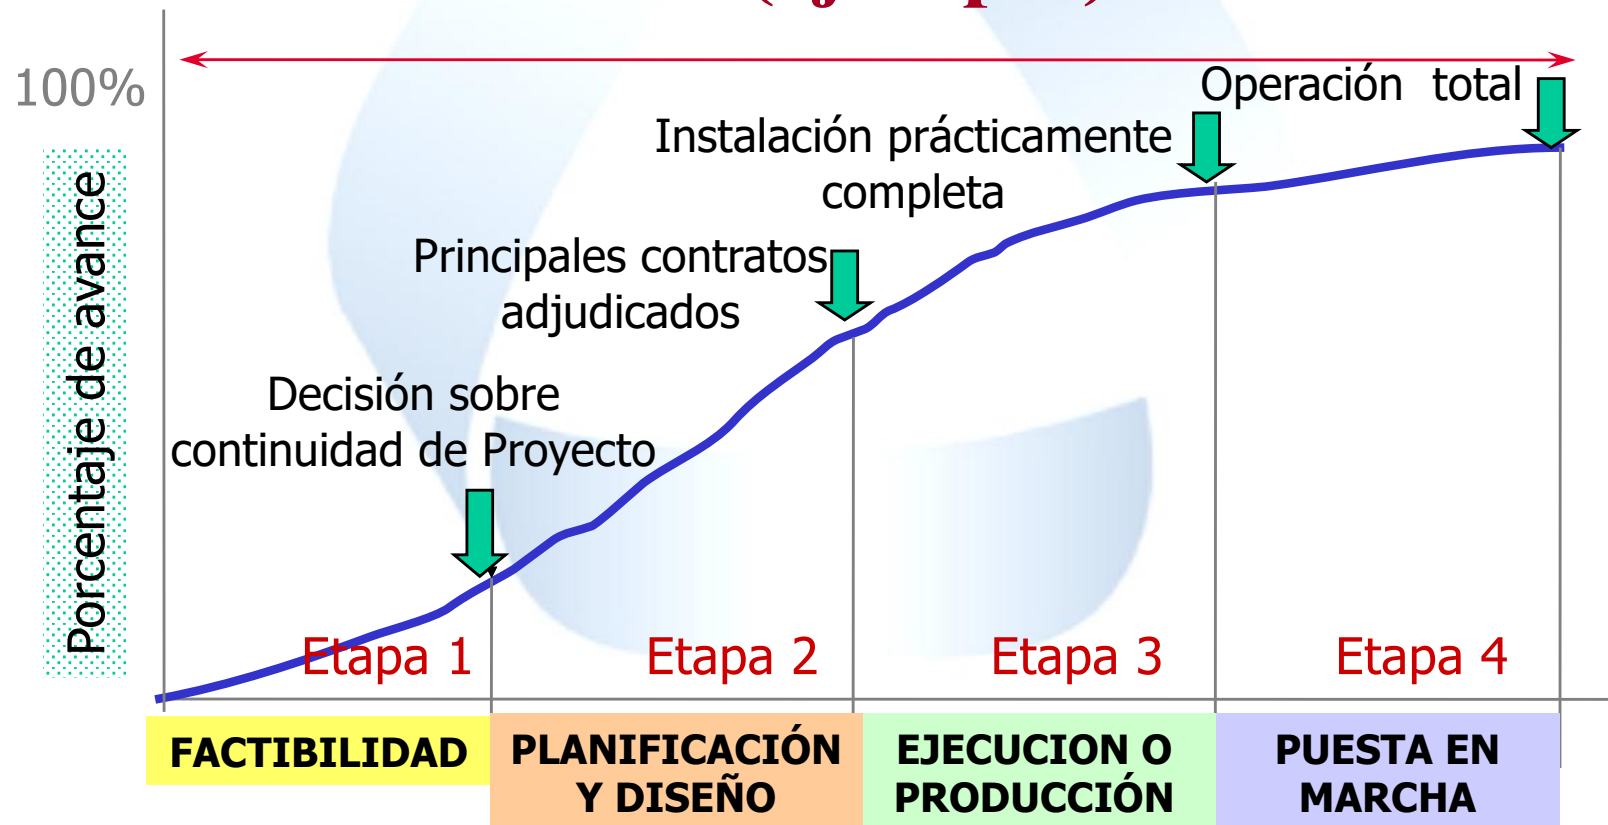 100%
Operación total
Instalación prácticamente
completa
Principales contratos
adjudicados
Decisión sobre
continuidad de Proyecto
Porcentaje de avance
Etapa 1
Etapa 2
Etapa 3
Etapa 4
FACTIBILIDAD
PLANIFICACIÓN
Y DISEÑO
EJECUCION O
PRODUCCIÓN
PUESTA EN
MARCHA